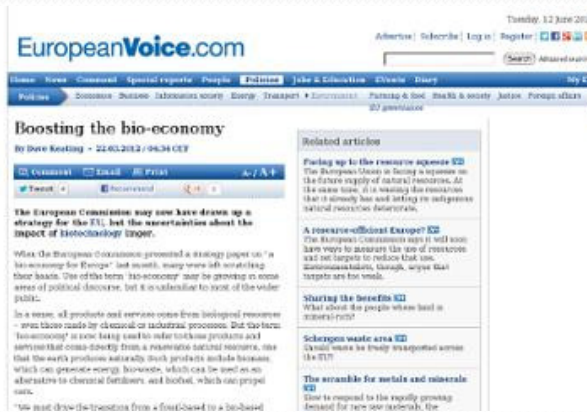 Tuesday, 12 June 201
Advertise | Subscribe | Log in | Register |
EuropeanVoice.com
Search Advanced search
Home News Comment Special reports People Policies Jobs & Education Events Diary My E
Policies Economics Business Information society Energy Transport Environment Farming & food Health & society Justice Foreign affairs
EU governance
Boosting the bio-economy
By Dave Keating - 22.03.2012 / 04:34 CET
Comment Email Print A- / A+
Tweet Recommend
The European Commission may now have drawn up a
strategy for the EU, but the uncertainties about the
impact of biotechnology linger.
When the European Commission presented a strategy paper on "a
bio-economy for Europe" last month, many were left scratching
their heads. Use of the term 'bio-economy' may be growing in some
areas of political discourse, but it is unfamiliar to most of the wider
public.
In a sense, all products and services come from biological resources
– even those made by chemical or industrial processes. But the term
'bio-economy' is now being used to refer to those products and
services that come directly from a renewable natural resource, one
that the earth produces naturally. Such products include biomass,
which can generate energy, bio-waste, which can be used as an
alternative to chemical fertilisers, and biofuel, which can propel
cars.
"We must drive the transition from a fossil-based to a bio-based
Related articles
Facing up to the resource squeeze
The European Union is facing a squeeze on
the future supply of natural resources. At
the same time, it is wasting the resources
that it already has and letting its indigenous
natural resources deteriorate.
A resource-efficient Europe?
The European Commission says it will soon
have ways to measure the use of resources
and set targets to reduce that use.
Environmentalists, though, argue that
targets are too weak.
Sharing the benefits
What about the people whose land is
mineral-rich?
Schengen waste area
Should waste be freely transported across
the EU?
The scramble for metals and minerals
How to respond to the rapidly growing
demand for rare raw materials, the